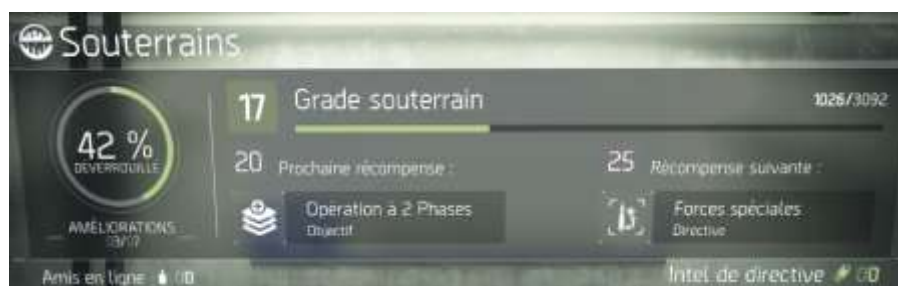 Souterrains
17 Grade souterrain 1026/3092
42 %
DÉVERROUILLÉ
20 Prochaine récompense :
25 Récompense suivante :
Operation à 2 Phases
Objectif
Forces spéciales
Directive
AMÉLIORATIONS
Amis en ligne
Intel de directive